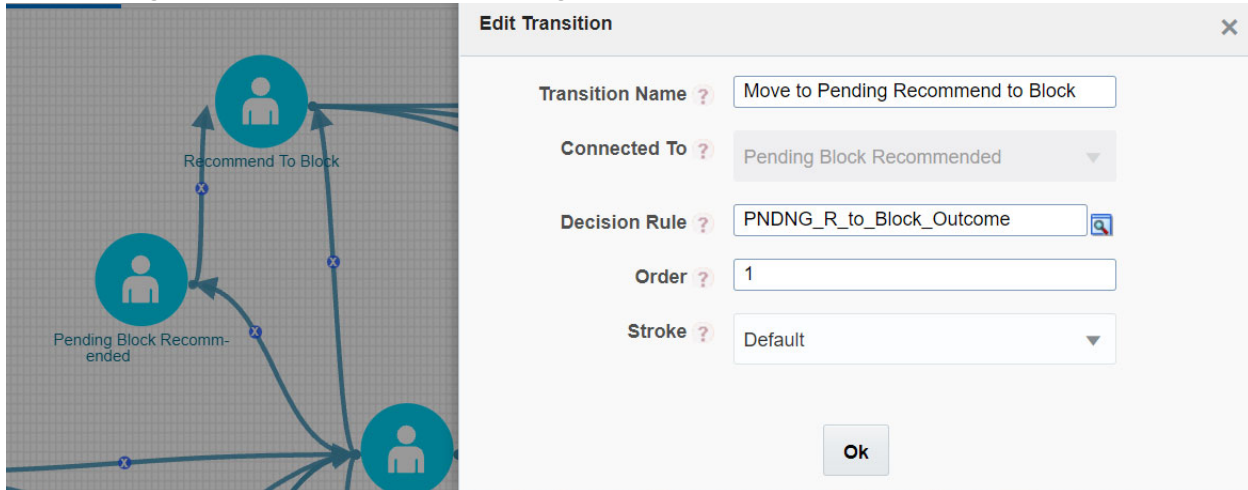 Edit Transition
Recommend To Block
Pending Block Recomm-
ended
Transition Name ? Move to Pending Recommend to Block
Connected To ? Pending Block Recommended
Decision Rule ? PNDNG_R_to_Block_Outcome
Order ? 1
Stroke ? Default
Ok